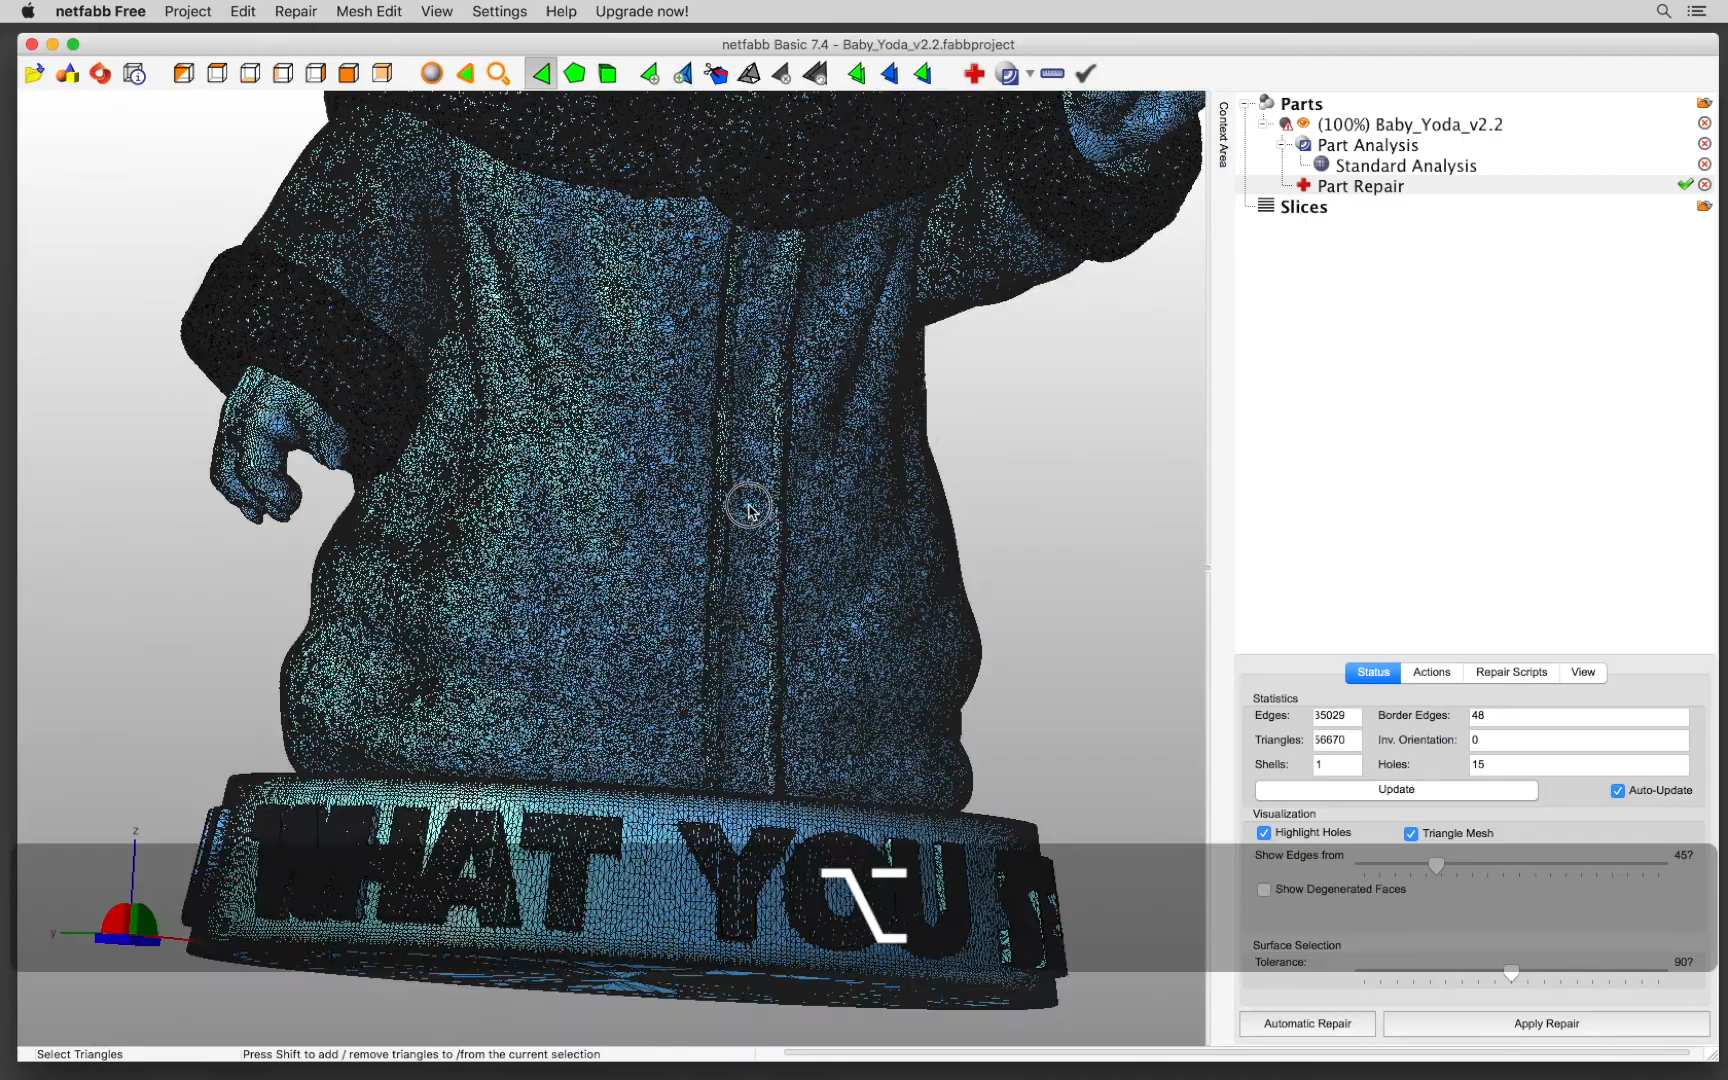 netfabb Free Project Edit Repair Mesh Edit View Settings Help Upgrade now!
netfabb Basic 7.4 - Baby_Yoda_v2.2.fabbproject
Context Area
Parts
(100%) Baby_Yoda_v2.2
Part Analysis
Standard Analysis
Part Repair
Slices
Status Actions Repair Scripts View
Statistics
Edges: 35029 Border Edges: 48
Triangles: 56670 Inv. Orientation: 0
Shells: 1 Holes: 15
Update Auto-Update
Visualization
Highlight Holes Triangle Mesh
Show Edges from 45?
Show Degenerated Faces
Surface Selection
Tolerance: 90?
Automatic Repair Apply Repair
WHAT YOU
z
y
Select Triangles Press Shift to add / remove triangles to /from the current selection